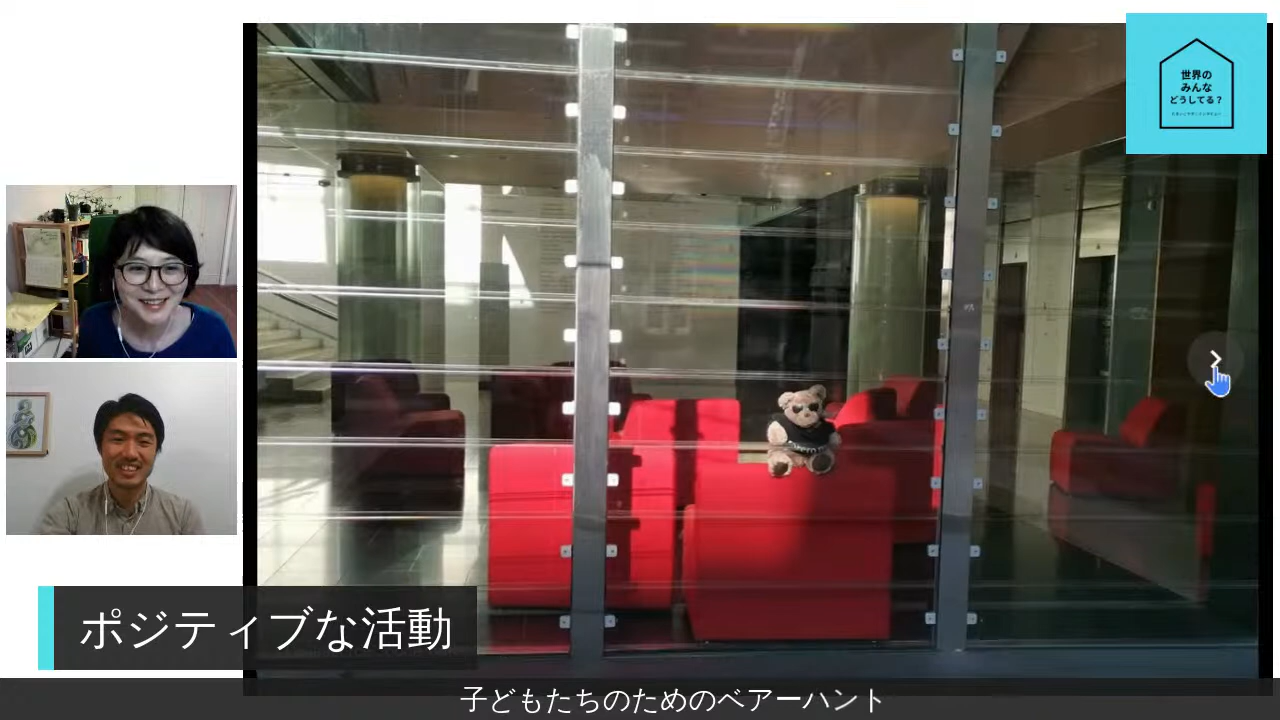 世界の
みんな
どうしてる？
ポジティブな活動
子どもたちのためのベアーハント